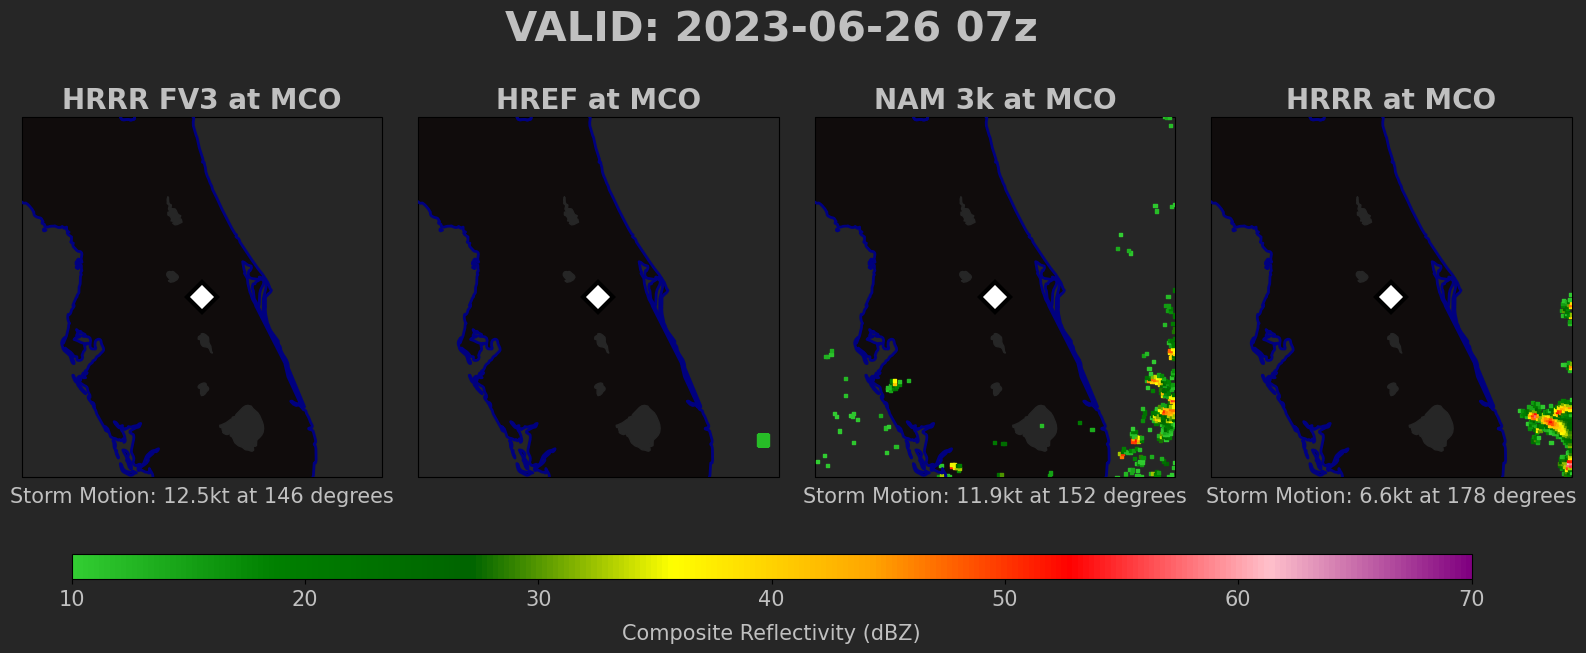 VALID: 2023-06-26 07z
HRRR FV3 at MCO
HREF at MCO
NAM 3k at MCO
HRRR at MCO
Storm Motion: 12.5kt at 146 degrees
Storm Motion: 11.9kt at 152 degrees
Storm Motion: 6.6kt at 178 degrees
10 20 30 40 50 60 70
Composite Reflectivity (dBZ)